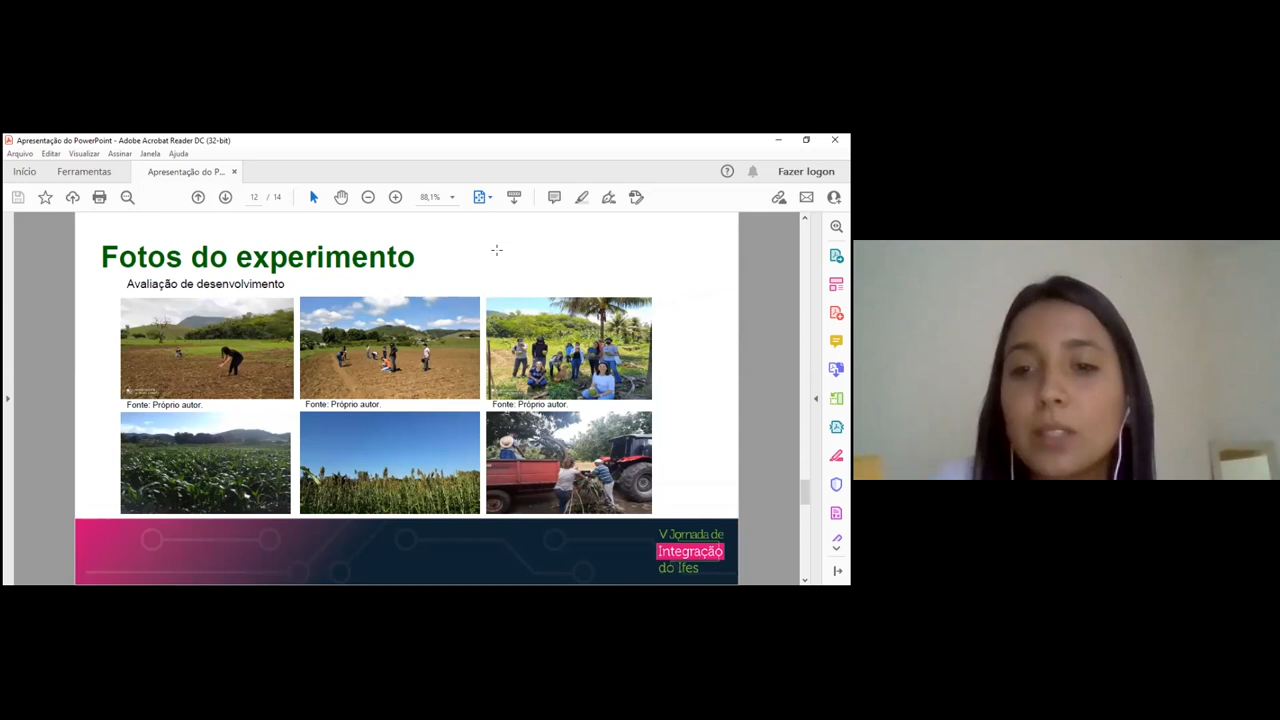 Apresentação do PowerPoint - Adobe Acrobat Reader DC (32-bit)
Arquivo Editar Visualizar Assinar Janela Ajuda
Início Ferramentas Apresentação do P... ×
Fazer logon
12 / 14 88,1%
Fotos do experimento
Avaliação de desenvolvimento
Fonte: Próprio autor. Fonte: Próprio autor. Fonte: Próprio autor.
V Jornada de
Integração
do Ifes